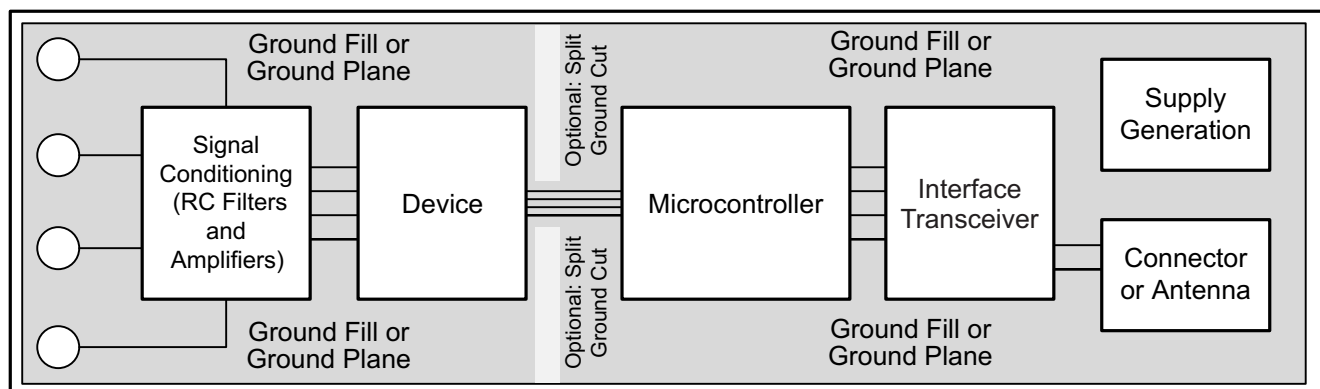 Ground Fill or
Ground Plane
Optional: Split
Ground Cut
Ground Fill or
Ground Plane
Supply
Generation
Signal
Conditioning
(RC Filters
and
Amplifiers)
Device
Microcontroller
Interface
Transceiver
Connector
or Antenna
Ground Fill or
Ground Plane
Optional: Split
Ground Cut
Ground Fill or
Ground Plane